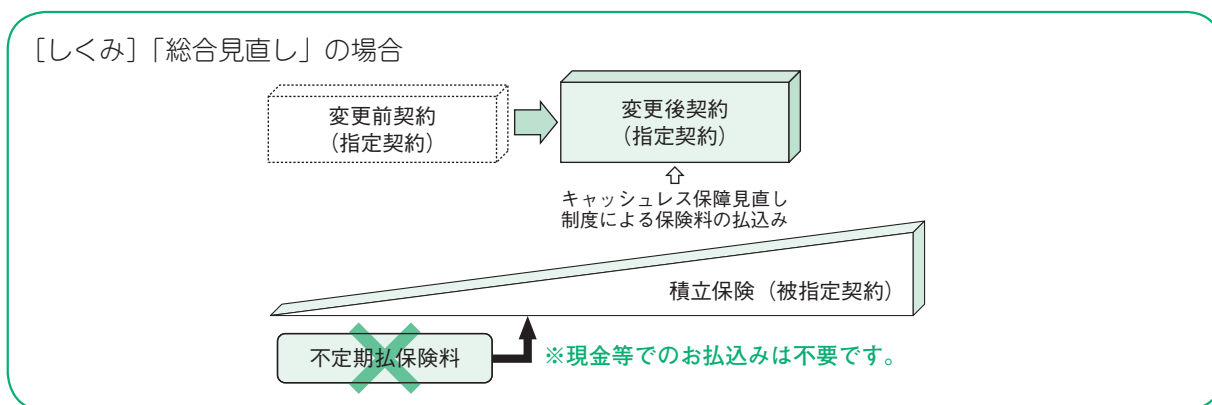 ［しくみ］「総合見直し」の場合
変更前契約
（指定契約）
変更後契約
（指定契約）
キャッシュレス保障見直し
制度による保険料の払込み
積立保険（被指定契約）
不定期払保険料
※現金等でのお払込みは不要です。